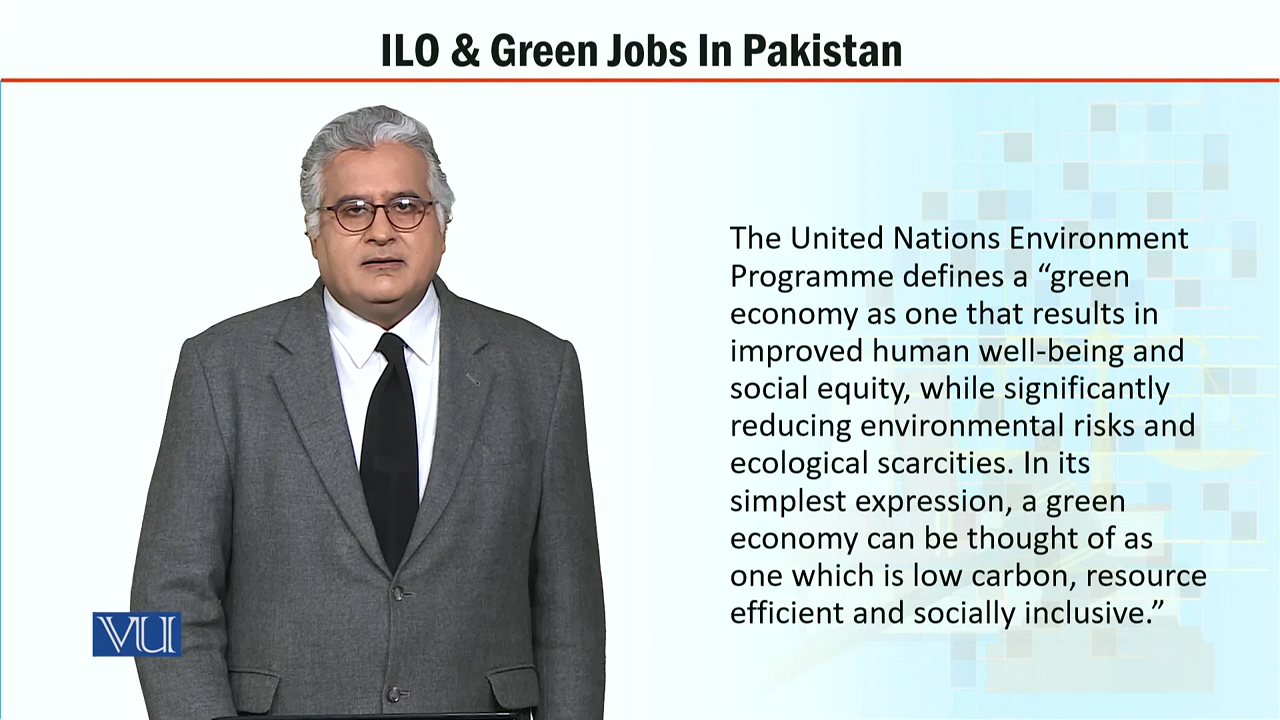 ILO & Green Jobs In Pakistan
The United Nations Environment
Programme defines a “green
economy as one that results in
improved human well-being and
social equity, while significantly
reducing environmental risks and
ecological scarcities. In its
simplest expression, a green
economy can be thought of as
one which is low carbon, resource
efficient and socially inclusive.”
VU